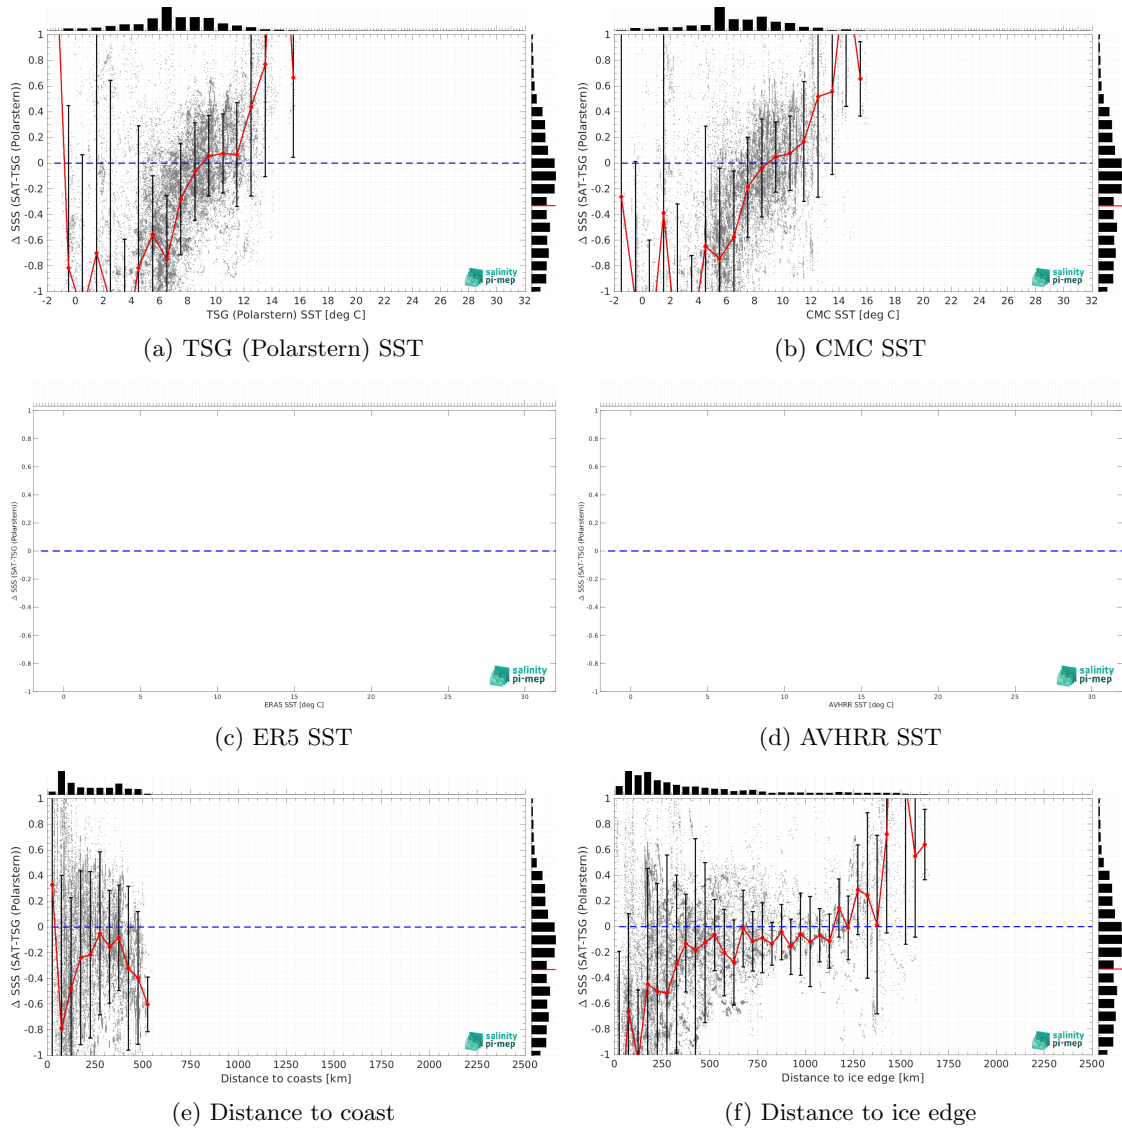 1
0.8
0.6
0.4
0.2
0
-0.2
-0.4
-0.6
-0.8
-1
Δ SSS (SAT-TSG (Polarstern))
salinity
pi-mep
-2 0 2 4 6 8 10 12 14 16 18 20 22 24 26 28 30 32
TSG (Polarstern) SST [deg C]
(a) TSG (Polarstern) SST
1
0.8
0.6
0.4
0.2
0
-0.2
-0.4
-0.6
-0.8
-1
Δ SSS (SAT-TSG (Polarstern))
salinity
pi-mep
-2 0 2 4 6 8 10 12 14 16 18 20 22 24 26 28 30 32
CMC SST [deg C]
(b) CMC SST
1
0.8
0.6
0.4
0.2
0
-0.2
-0.4
-0.6
-0.8
-1
Δ SSS (SAT-TSG (Polarstern))
salinity
pi-mep
0 5 10 15 20 25 30
ERA5 SST [deg C]
(c) ER5 SST
1
0.8
0.6
0.4
0.2
0
-0.2
-0.4
-0.6
-0.8
-1
Δ SSS (SAT-TSG (Polarstern))
salinity
pi-mep
0 5 10 15 20 25 30
AVHRR SST [deg C]
(d) AVHRR SST
1
0.8
0.6
0.4
0.2
0
-0.2
-0.4
-0.6
-0.8
-1
Δ SSS (SAT-TSG (Polarstern))
salinity
pi-mep
0 250 500 750 1000 1250 1500 1750 2000 2250 2500
Distance to coasts [km]
(e) Distance to coast
1
0.8
0.6
0.4
0.2
0
-0.2
-0.4
-0.6
-0.8
-1
Δ SSS (SAT-TSG (Polarstern))
salinity
pi-mep
0 250 500 750 1000 1250 1500 1750 2000 2250 2500
Distance to ice edge [km]
(f) Distance to ice edge